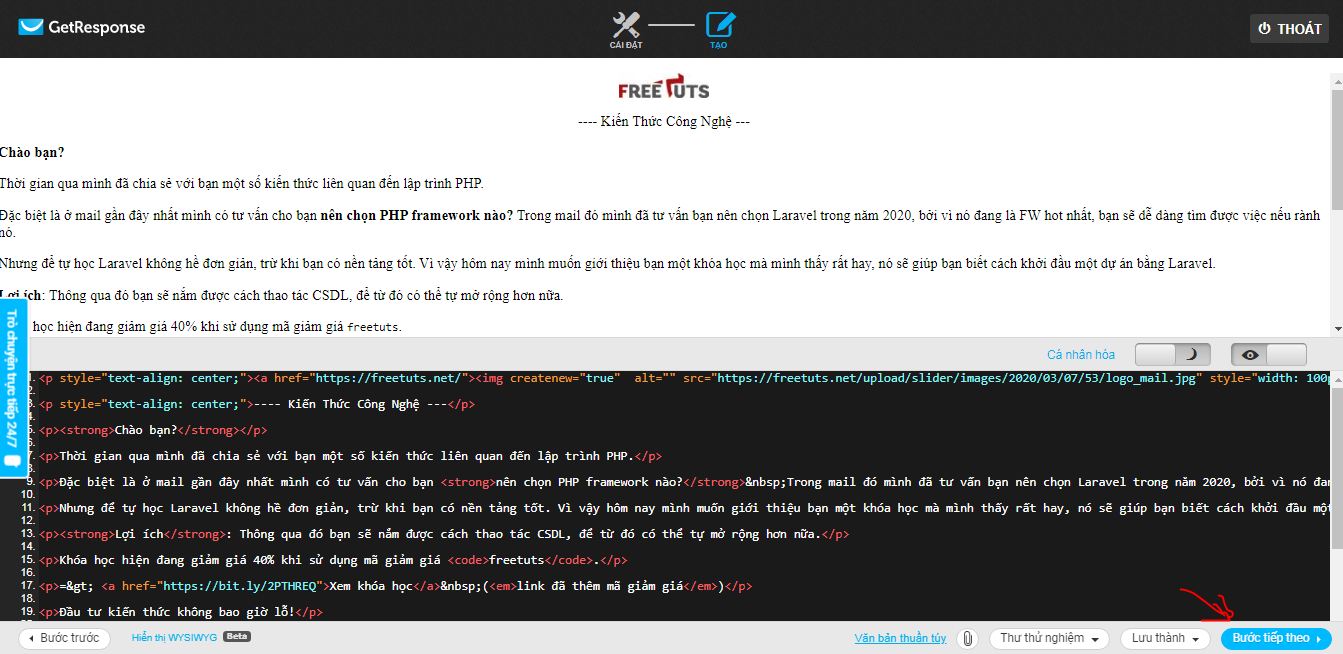 GetResponse
CÀI ĐẶT
TẠO
THOÁT
FREETUTS
---- Kiến Thức Công Nghệ ---
Chào bạn?
Thời gian qua mình đã chia sẻ với bạn một số kiến thức liên quan đến lập trình PHP.
Đặc biệt là ở mail gần đây nhất mình có tư vấn cho bạn nên chọn PHP framework nào? Trong mail đó mình đã tư vấn bạn nên chọn Laravel trong năm 2020, bởi vì nó đang là FW hot nhất, bạn sẽ dễ dàng tìm được việc nếu rành
nó.
Nhưng để tự học Laravel không hề đơn giản, trừ khi bạn có nền tảng tốt. Vì vậy hôm nay mình muốn giới thiệu bạn một khóa học mà mình thấy rất hay, nó sẽ giúp bạn biết cách khởi đầu một dự án bằng Laravel.
Lợi ích: Thông qua đó bạn sẽ nắm được cách thao tác CSDL, để từ đó có thể tự mở rộng hơn nữa.
học hiện đang giảm giá 40% khi sử dụng mã giảm giá freetuts.
Trò chuyện trực tiếp 24/7
Cá nhân hóa
1. <p style="text-align: center;"><a href="https://freetuts.net/"><img createnew="true"  alt="" src="https://freetuts.net/upload/slider/images/2020/03/07/53/logo_mail.jpg" style="width: 100p
2.
3. <p style="text-align: center;">---- Kiến Thức Công Nghệ ---</p>
4.
5. <p><strong>Chào bạn?</strong></p>
6.
7. <p>Thời gian qua mình đã chia sẻ với bạn một số kiến thức liên quan đến lập trình PHP.</p>
8.
9. <p>Đặc biệt là ở mail gần đây nhất mình có tư vấn cho bạn <strong>nên chọn PHP framework nào?</strong>&nbsp;Trong mail đó mình đã tư vấn bạn nên chọn Laravel trong năm 2020, bởi vì nó đan
10.
11. <p>Nhưng để tự học Laravel không hề đơn giản, trừ khi bạn có nền tảng tốt. Vì vậy hôm nay mình muốn giới thiệu bạn một khóa học mà mình thấy rất hay, nó sẽ giúp bạn biết cách khởi đầu một
12.
13. <p><strong>Lợi ích</strong>: Thông qua đó bạn sẽ nắm được cách thao tác CSDL, để từ đó có thể tự mở rộng hơn nữa.</p>
14.
15. <p>Khóa học hiện đang giảm giá 40% khi sử dụng mã giảm giá <code>freetuts</code>.</p>
16.
17. <p>=&gt; <a href="https://bit.ly/2PTHREQ">Xem khóa học</a>&nbsp;(<em>link đã thêm mã giảm giá</em>)</p>
18.
19. <p>Đầu tư kiến thức không bao giờ lỗ!</p>
Bước trước
Hiển thị WYSIWYG Beta
Văn bản thuần túy
Thư thử nghiệm
Lưu thành
Bước tiếp theo